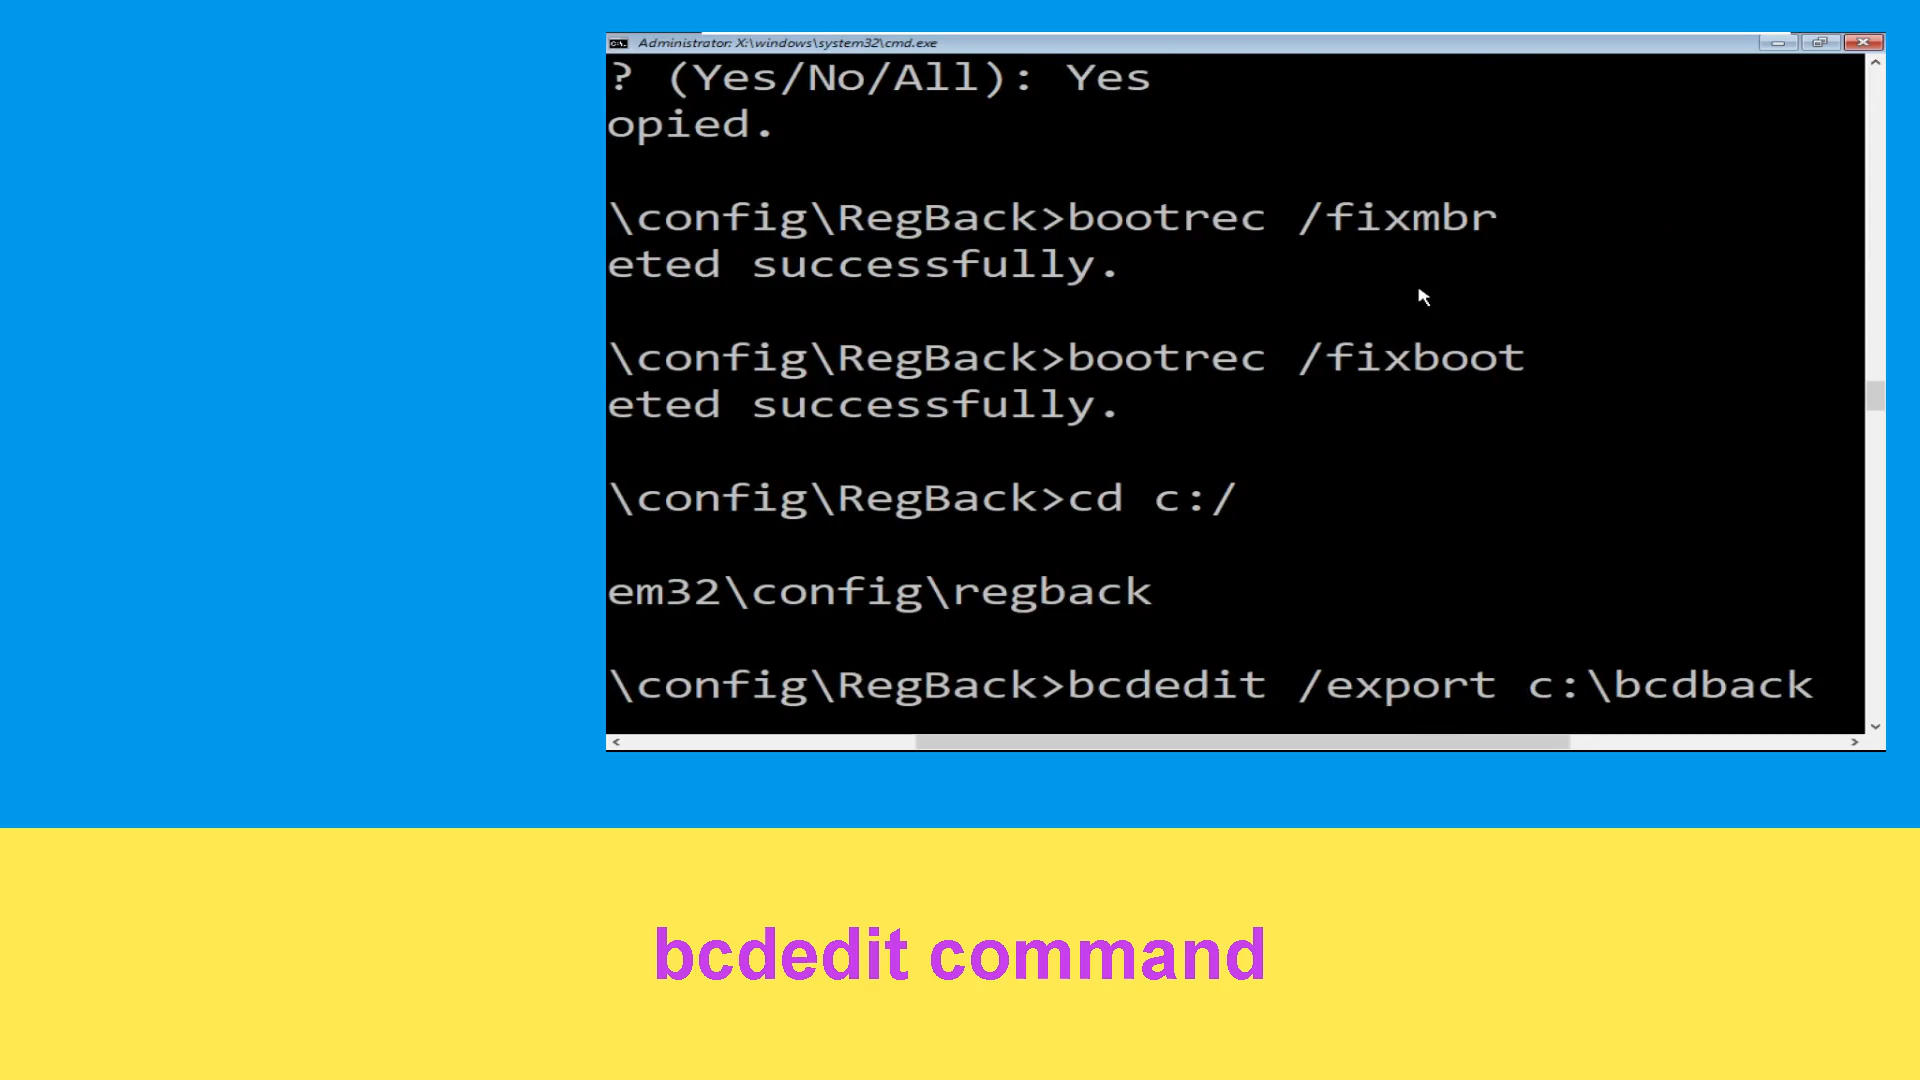 Administrator: X:\windows\system32\cmd.exe
? (Yes/No/All): Yes
opied.
\config\RegBack>bootrec /fixmbr
eted successfully.
\config\RegBack>bootrec /fixboot
eted successfully.
\config\RegBack>cd c:/
em32\config\regback
\config\RegBack>bcdedit /export c:\bcdback
bcdedit command